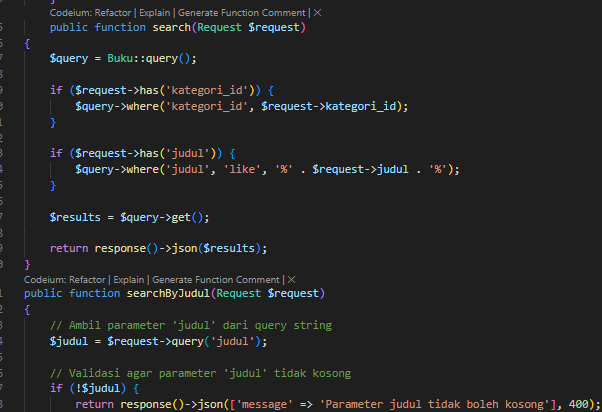 Codeium: Refactor | Explain | Generate Function Comment | ×
public function search(Request $request)
{
$query = Buku::query();
if ($request->has('kategori_id')) {
$query->where('kategori_id', $request->kategori_id);
}
if ($request->has('judul')) {
$query->where('judul', 'like', '%' . $request->judul . '%');
}
$results = $query->get();
return response()->json($results);
}
Codeium: Refactor | Explain | Generate Function Comment | ×
public function searchByJudul(Request $request)
{
// Ambil parameter 'judul' dari query string
$judul = $request->query('judul');
// Validasi agar parameter 'judul' tidak kosong
if (!$judul) {
return response()->json(['message' => 'Parameter judul tidak boleh kosong'], 400);